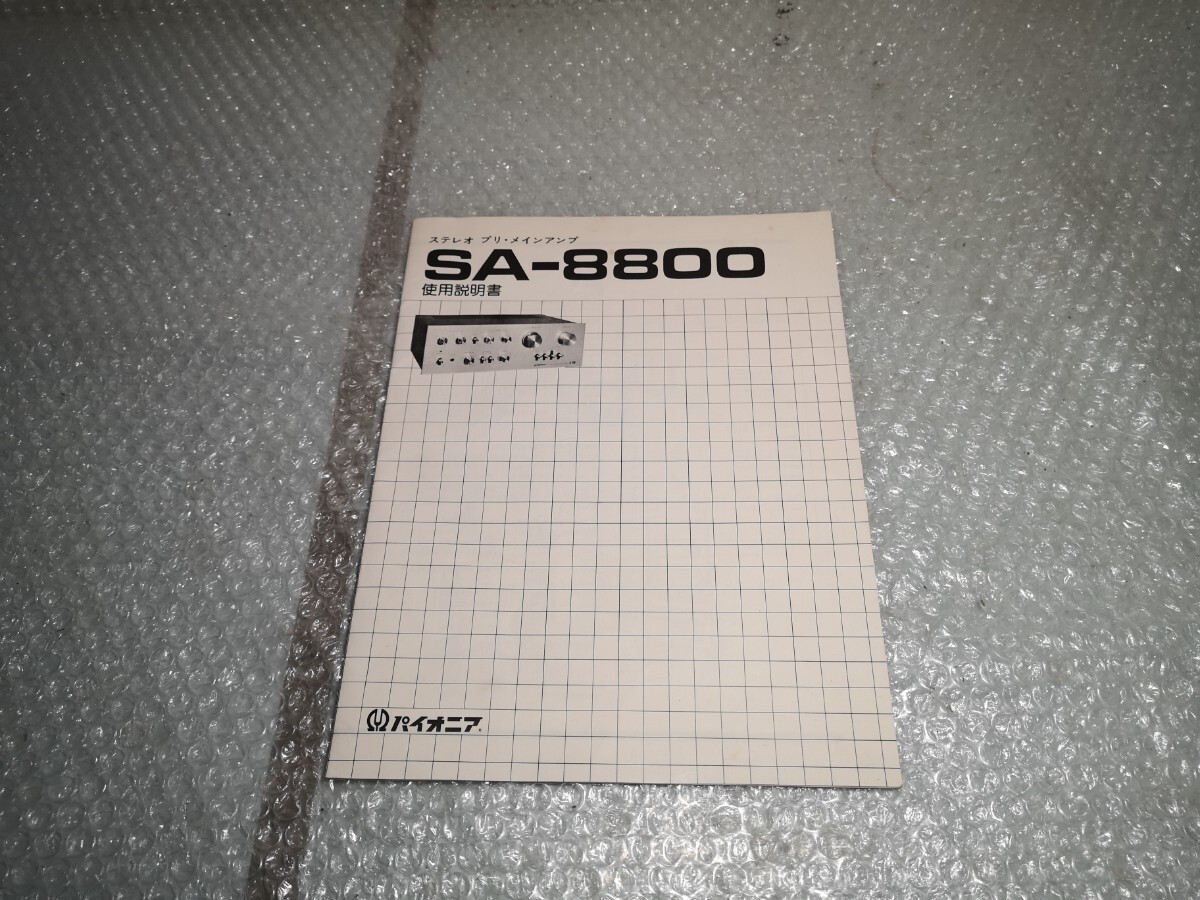 ステレオ プリ・メインアンプ
SA-8800
使用説明書
パイオニア